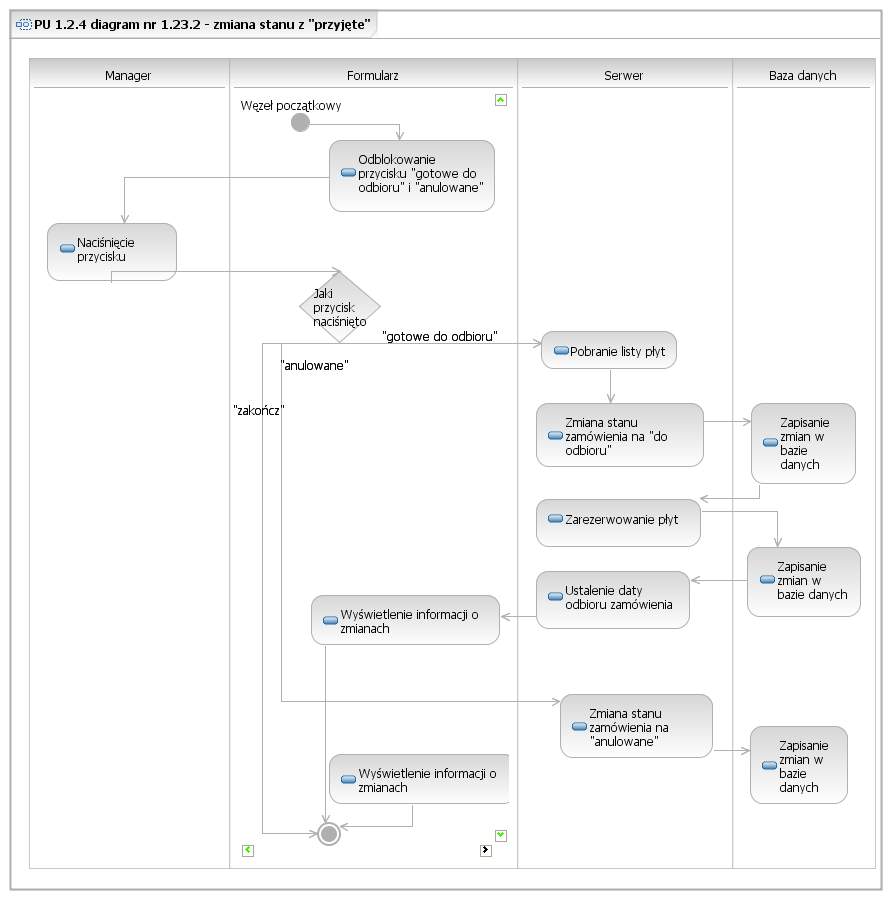 PU 1.2.4 diagram nr 1.23.2 - zmiana stanu z "przyjęte"
Manager
Formularz
Serwer
Baza danych
Węzeł początkowy
Odblokowanie
przycisku "gotowe do
odbioru" i "anulowane"
Naciśnięcie
przycisku
Jaki
przycisk
naciśnięto
"gotowe do odbioru"
"anulowane"
"zakończ"
Pobranie listy płyt
Zmiana stanu
zamówienia na "do
odbioru"
Zapisanie
zmian w
bazie
danych
Zarezerwowanie płyt
Zapisanie
zmian w
bazie danych
Ustalenie daty
odbioru zamówienia
Wyświetlenie informacji o
zmianach
Zmiana stanu
zamówienia na
"anulowane"
Zapisanie
zmian w
bazie
danych
Wyświetlenie informacji o
zmianach